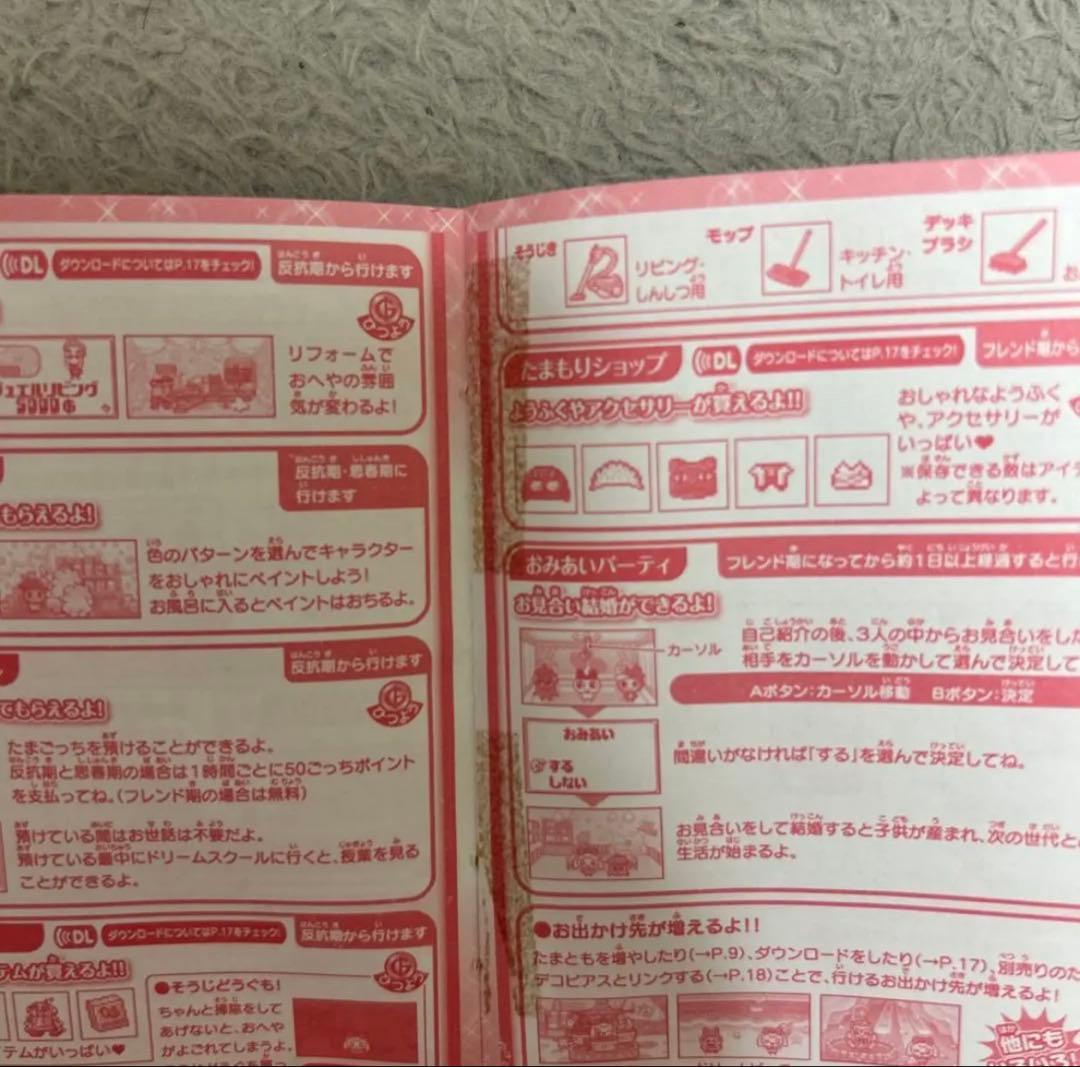 DL ダウンロードについてはP.17をチェック! 反抗期から行けます
ごっちポイント
リフォームで
おへやの雰囲
気が変わるよ!
ジュエルリビング
5000G
反抗期・思春期に
行けます
もらえるよ!
色のパターンを選んでキャラクター
をおしゃれにペイントしよう!
お風呂に入るとペイントはおちるよ。
反抗期から行けます
てもらえるよ!
たまごっちを預けることができるよ。
反抗期と思春期の場合は1時間ごとに50ごっちポイント
を支払ってね。(フレンド期の場合は無料)
預けている間はお世話は不要だよ。
預けている最中にドリームスクールに行くと、授業を見る
ことができるよ。
DL ダウンロードについてはP.17をチェック! 反抗期から行けます
テムが買えるよ!!
テムがいっぱい♥
●そうじどうぐも!
ちゃんと掃除をして
あげないと、おへや
がよごれてしまうよ。
そうじき
リビング・
しんしつ用
モップ
キッチン・
トイレ用
デッキ
ブラシ
お
たまもりショップ DL ダウンロードについてはP.17をチェック! フレンド期から
ようふくやアクセサリーが買えるよ!!
おしゃれなようふく
や、アクセサリーが
いっぱい♥
※保存できる数はアイテ
よって異なります。
おみあいパーティ フレンド期になってから約1日以上経過すると行
お見合い結婚ができるよ!
カーソル
自己紹介の後、3人の中からお見合いをした
相手をカーソルを動かして選んで決定して
Aボタン:カーソル移動 Bボタン:決定
おみあい
する
しない
間違いがなければ「する」を選んで決定してね。
お見合いをして結婚すると子供が産まれ、次の世代と
生活が始まるよ。
●お出かけ先が増えるよ!!
たまともを増やしたり(→P.9)、ダウンロードをしたり(→P.17)、別売りのた
デコピアスとリンクする(→P.18)ことで、行けるお出かけ先が増えるよ!
他にも